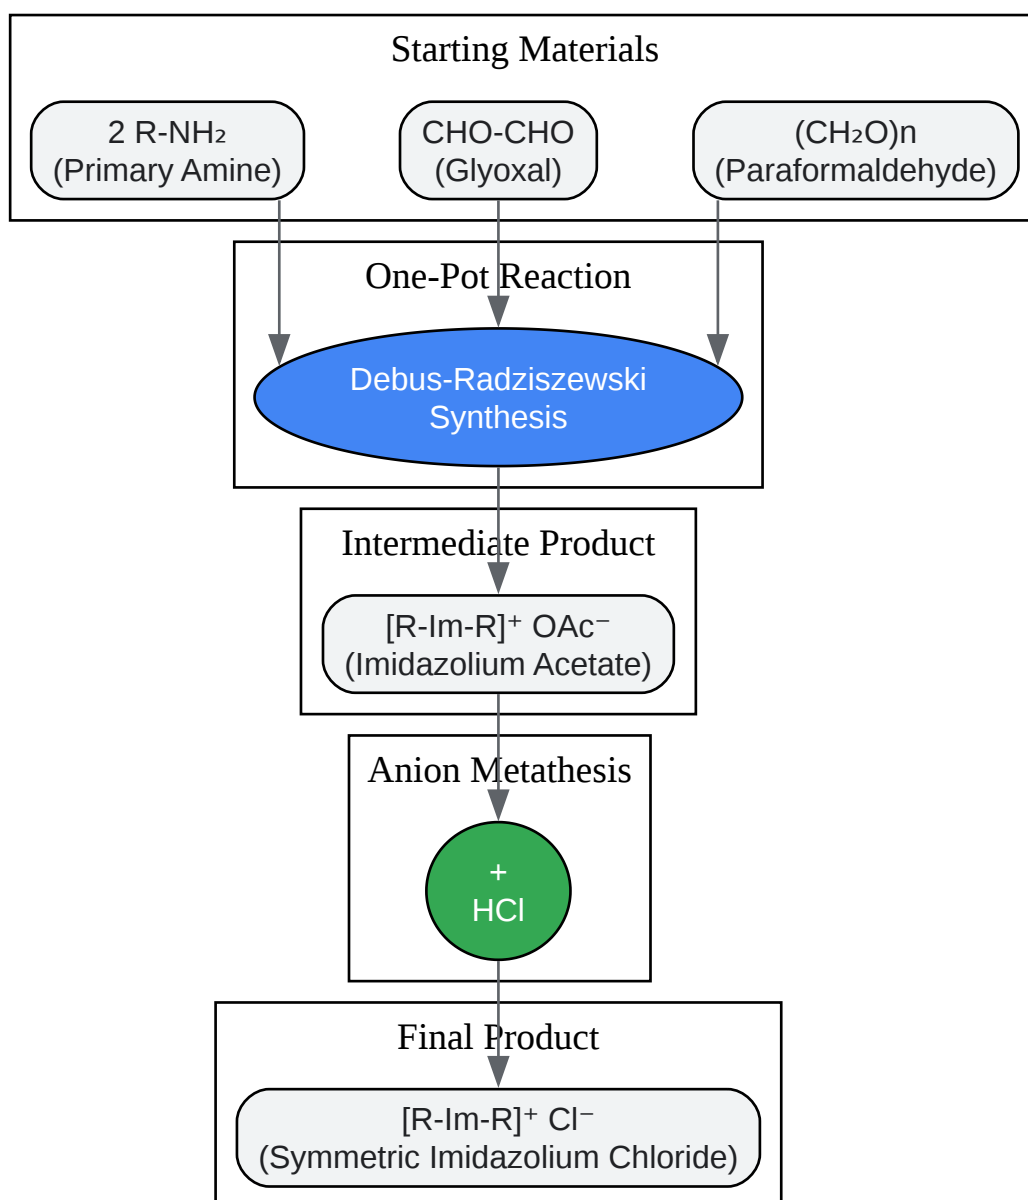 Starting Materials
2 R-NH₂
(Primary Amine)
CHO-CHO
(Glyoxal)
(CH₂O)n
(Paraformaldehyde)
One-Pot Reaction
Debus-Radziszewski
Synthesis
Intermediate Product
[R-Im-R]⁺ OAc⁻
(Imidazolium Acetate)
Anion Metathesis
+
HCl
Final Product
[R-Im-R]⁺ Cl⁻
(Symmetric Imidazolium Chloride)